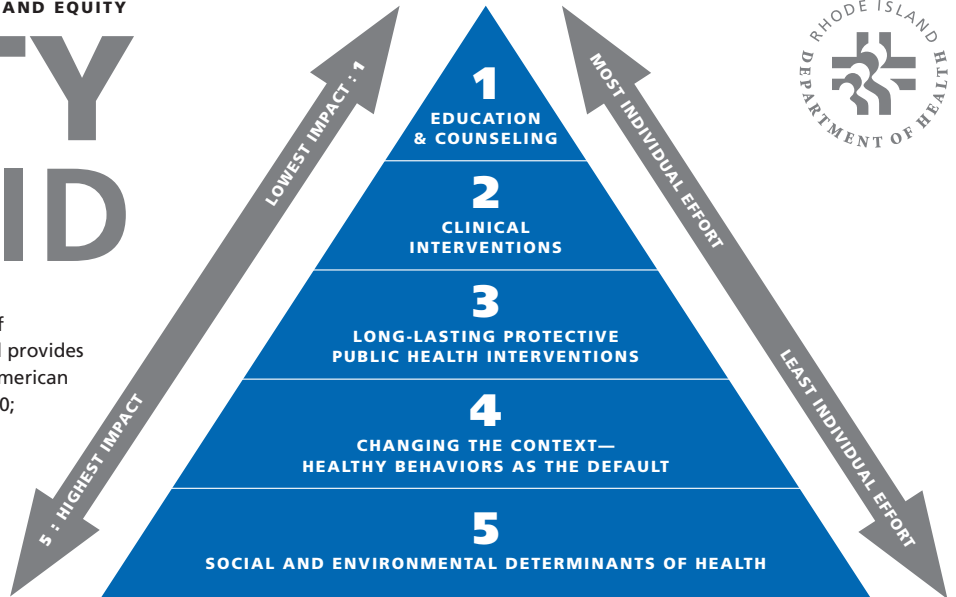 AND EQUITY
TY
ID
provides
merican
0;
LOWEST IMPACT : 1
5 : HIGHEST IMPACT
1
EDUCATION
& COUNSELING
2
CLINICAL
INTERVENTIONS
3
LONG-LASTING PROTECTIVE
PUBLIC HEALTH INTERVENTIONS
4
CHANGING THE CONTEXT—
HEALTHY BEHAVIORS AS THE DEFAULT
5
SOCIAL AND ENVIRONMENTAL DETERMINANTS OF HEALTH
MOST INDIVIDUAL EFFORT
LEAST INDIVIDUAL EFFORT
RHODE ISLAND
DEPARTMENT OF HEALTH